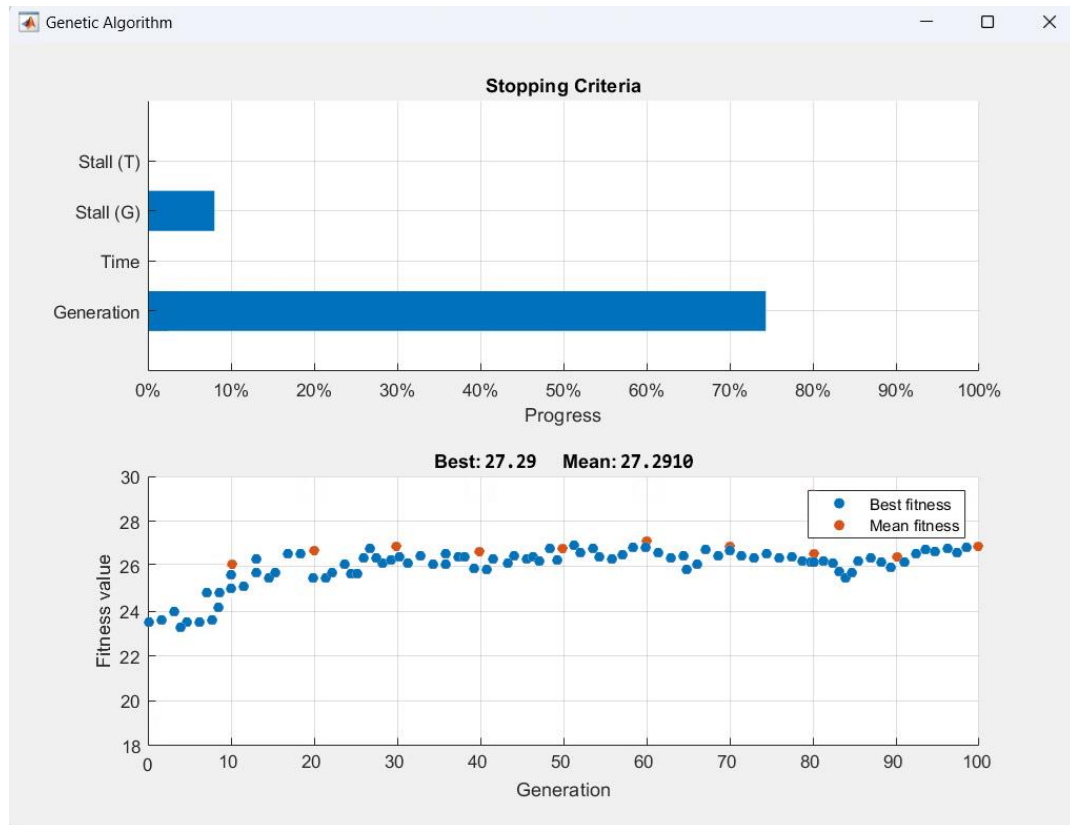 Genetic Algorithm
Stopping Criteria
Stall (T)
Stall (G)
Time
Generation
0% 10% 20% 30% 40% 50% 60% 70% 80% 90% 100%
Progress
Best: 27.29 Mean: 27.2910
30
28
26
24
22
20
18
Fitness value
Best fitness
Mean fitness
0 10 20 30 40 50 60 70 80 90 100
Generation